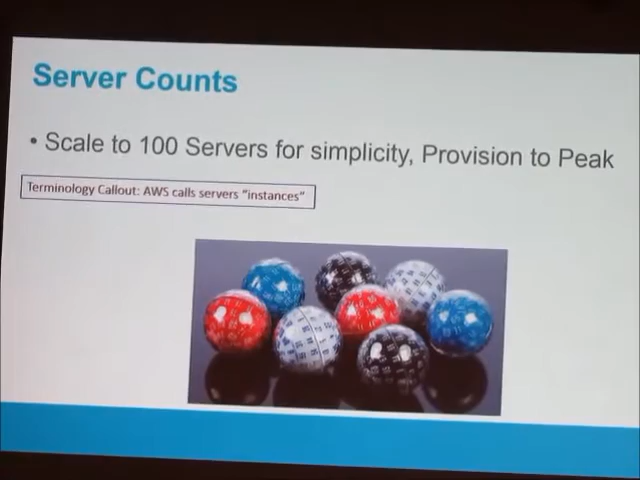 Server Counts
• Scale to 100 Servers for simplicity, Provision to Peak
Terminology Callout: AWS calls servers "instances"